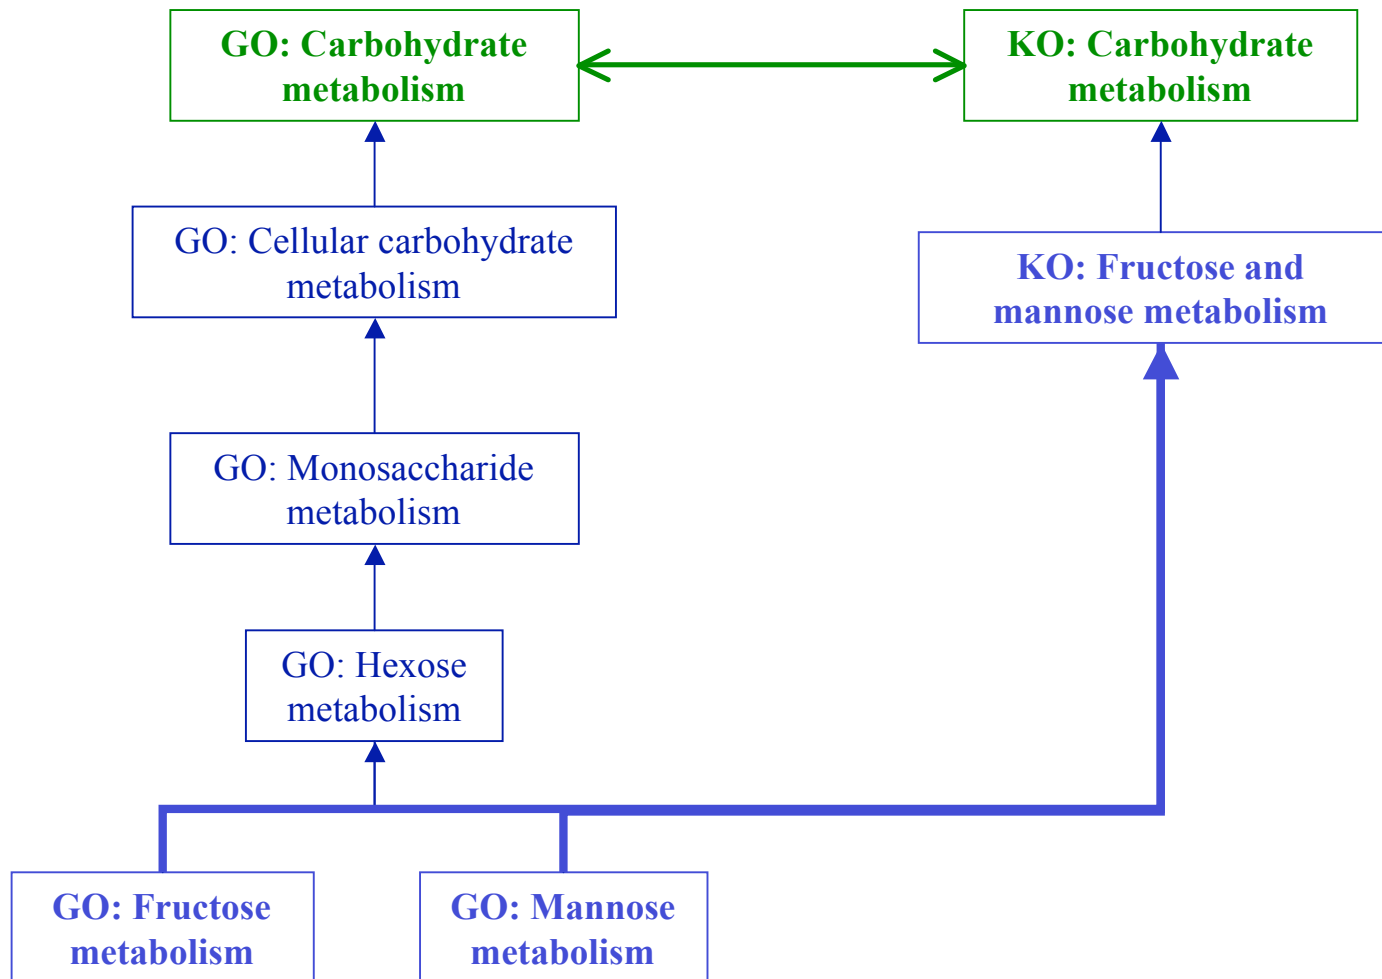 GO: Carbohydrate
metabolism
KO: Carbohydrate
metabolism
GO: Cellular carbohydrate
metabolism
KO: Fructose and
mannose metabolism
GO: Monosaccharide
metabolism
GO: Hexose
metabolism
GO: Fructose
metabolism
GO: Mannose
metabolism